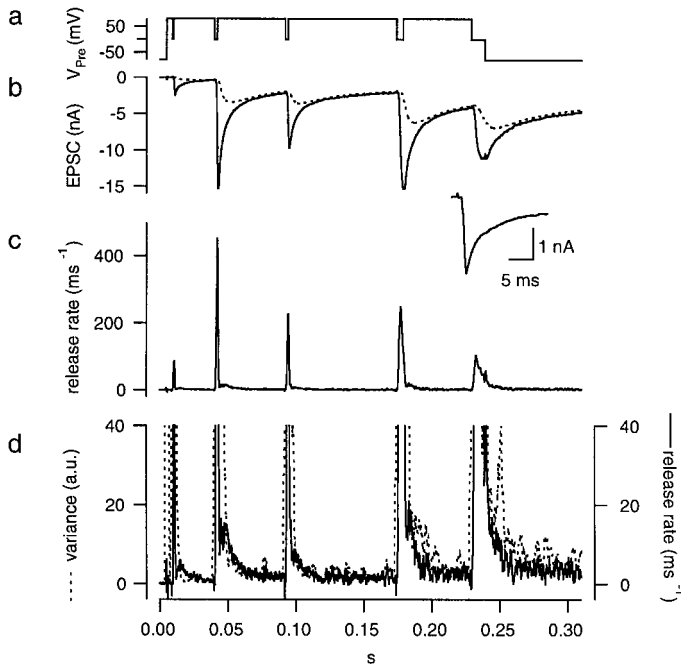 a
V Pre (mV)
50
-50
b
EPSC (nA)
0
-5
-10
-15
c
release rate (ms -1)
400
200
0
1 nA
5 ms
d
variance (a.u.)
40
20
0
40
20
0
release rate (ms -1)
0.00 0.05 0.10 0.15 0.20 0.25 0.30
s